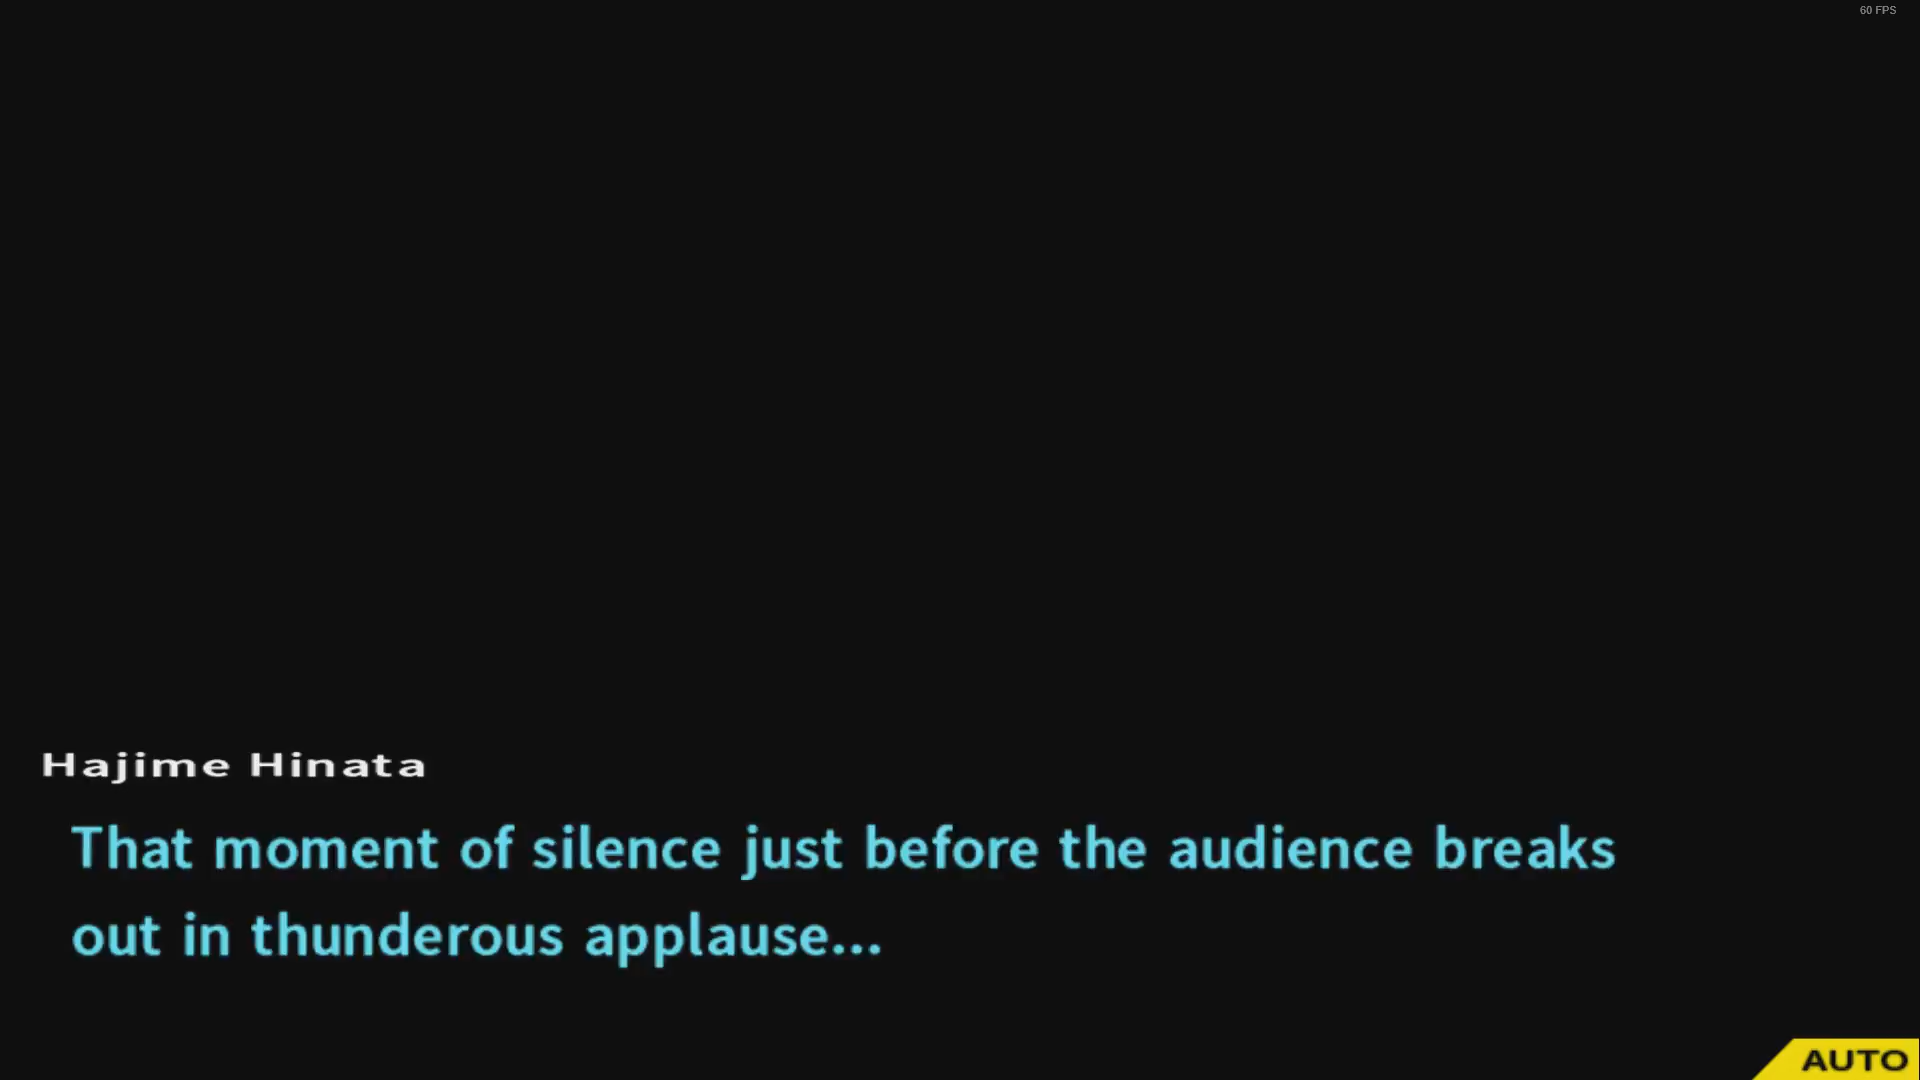 60 FPS
Hajime Hinata
That moment of silence just before the audience breaks
out in thunderous applause...
AUTO